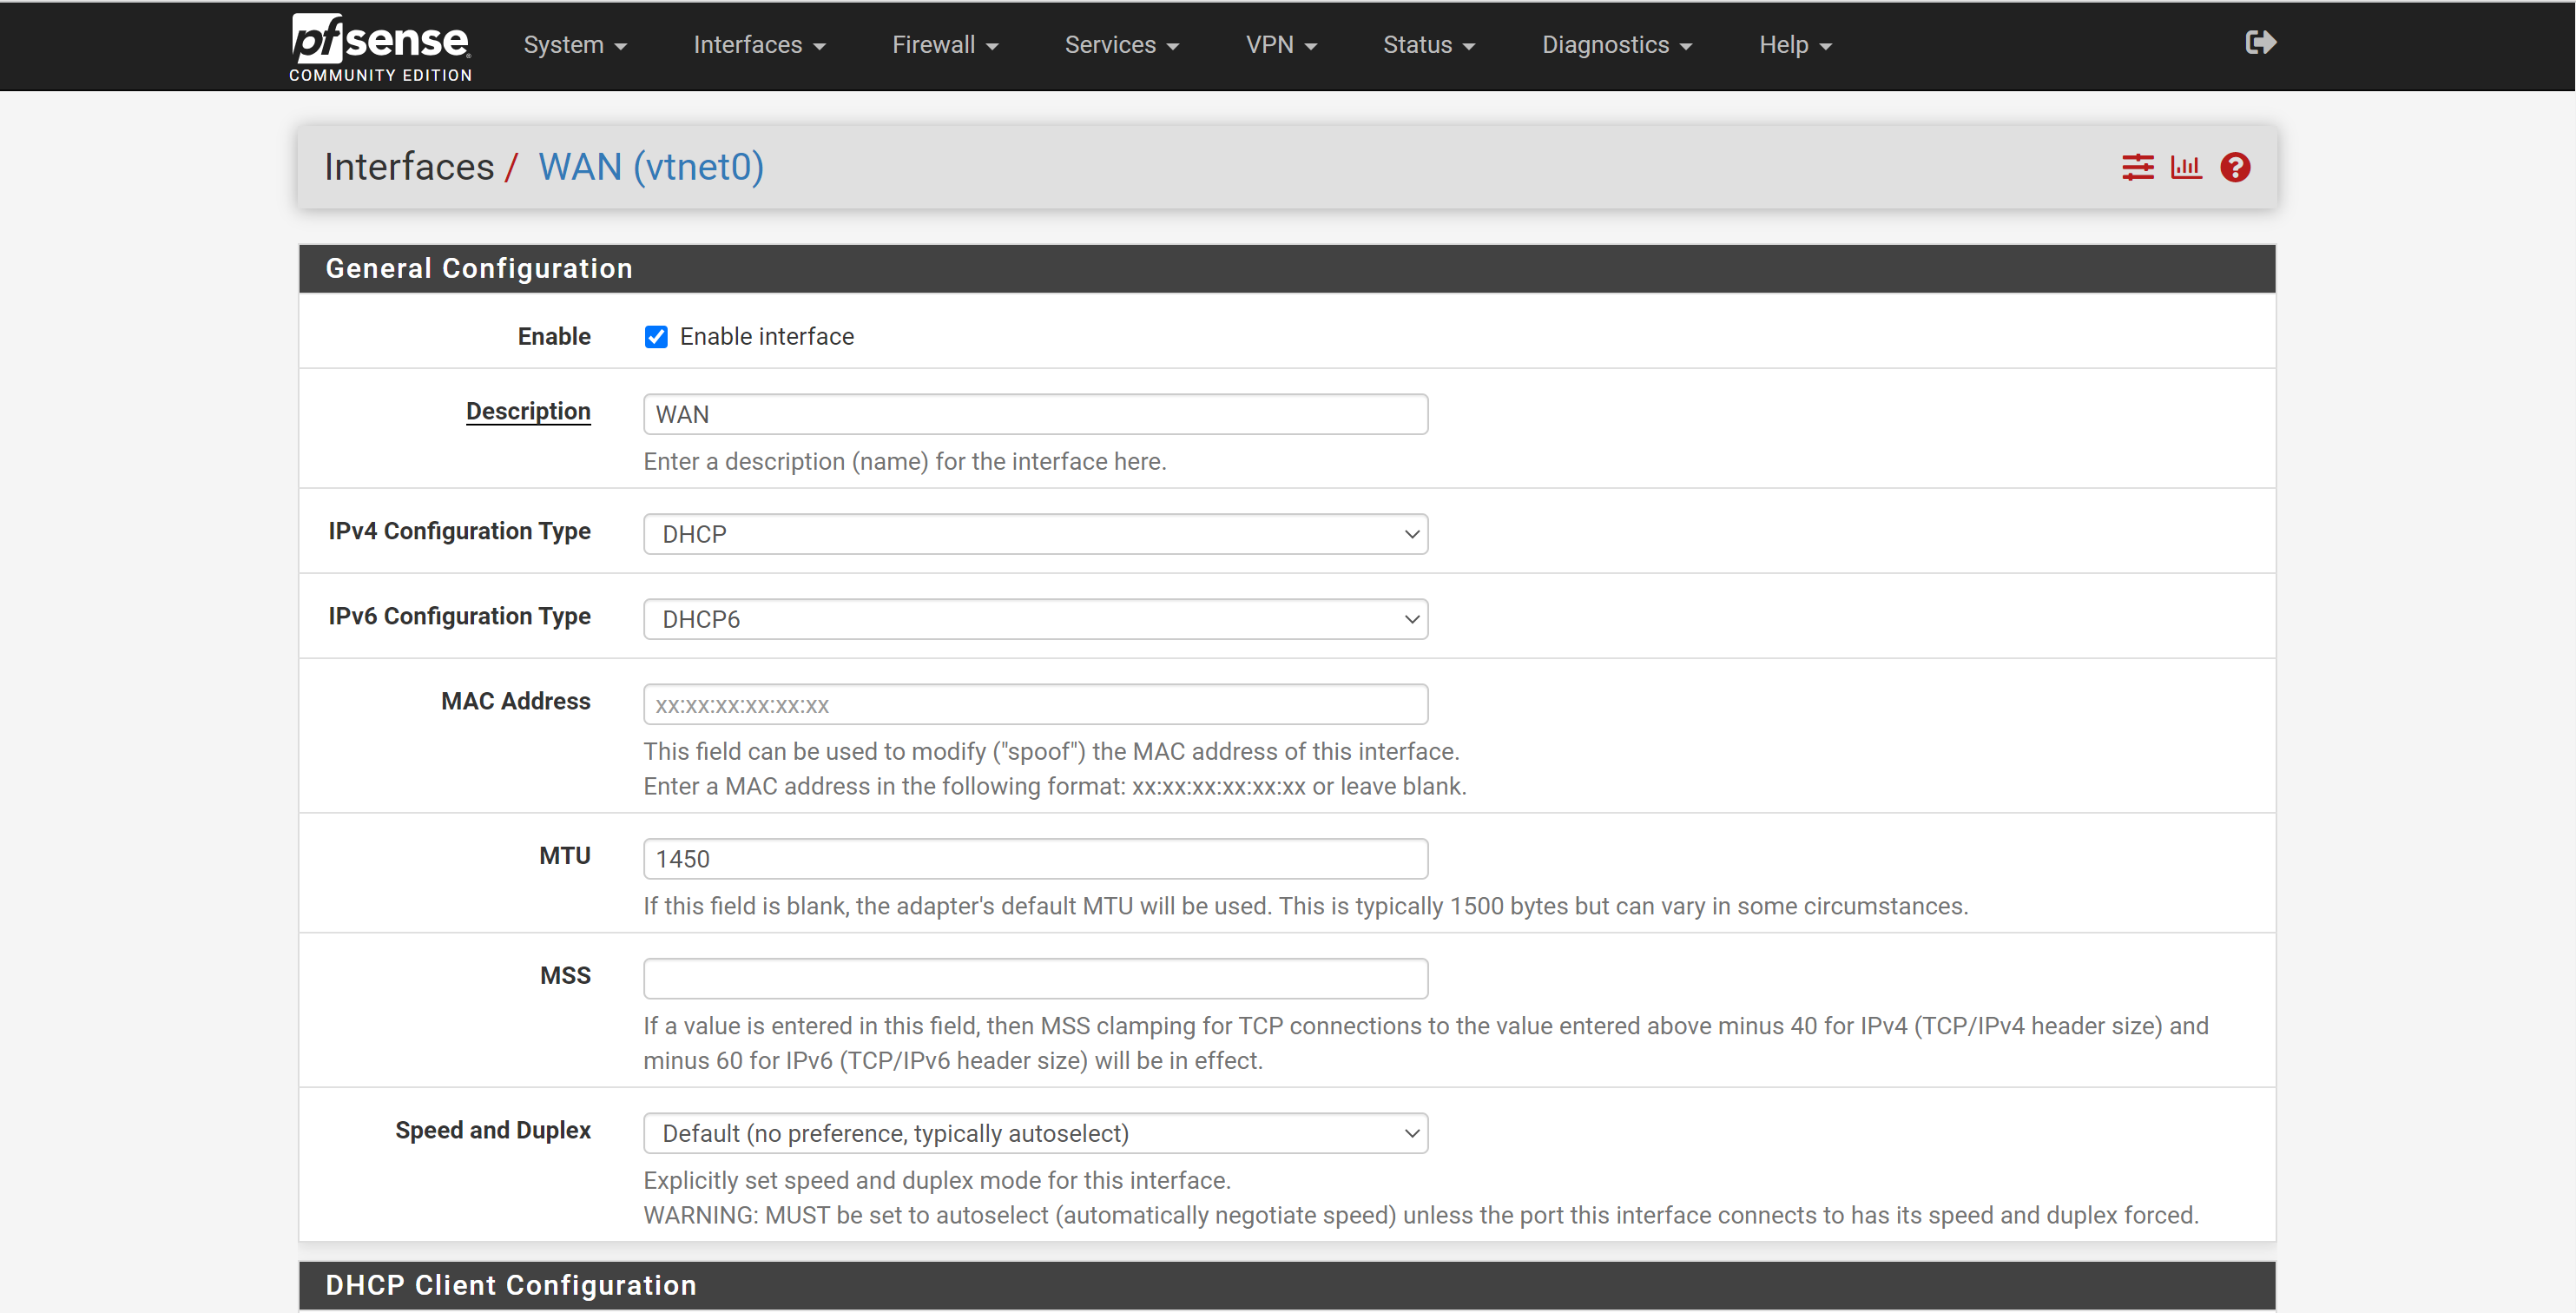 pfsense
COMMUNITY EDITION
System Interfaces Firewall Services VPN Status Diagnostics Help
Interfaces / WAN (vtnet0)
General Configuration
Enable Enable interface
Description WAN
Enter a description (name) for the interface here.
IPv4 Configuration Type DHCP
IPv6 Configuration Type DHCP6
MAC Address xx:xx:xx:xx:xx:xx
This field can be used to modify ("spoof") the MAC address of this interface.
Enter a MAC address in the following format: xx:xx:xx:xx:xx:xx or leave blank.
MTU 1450
If this field is blank, the adapter's default MTU will be used. This is typically 1500 bytes but can vary in some circumstances.
MSS
If a value is entered in this field, then MSS clamping for TCP connections to the value entered above minus 40 for IPv4 (TCP/IPv4 header size) and
minus 60 for IPv6 (TCP/IPv6 header size) will be in effect.
Speed and Duplex Default (no preference, typically autoselect)
Explicitly set speed and duplex mode for this interface.
WARNING: MUST be set to autoselect (automatically negotiate speed) unless the port this interface connects to has its speed and duplex forced.
DHCP Client Configuration